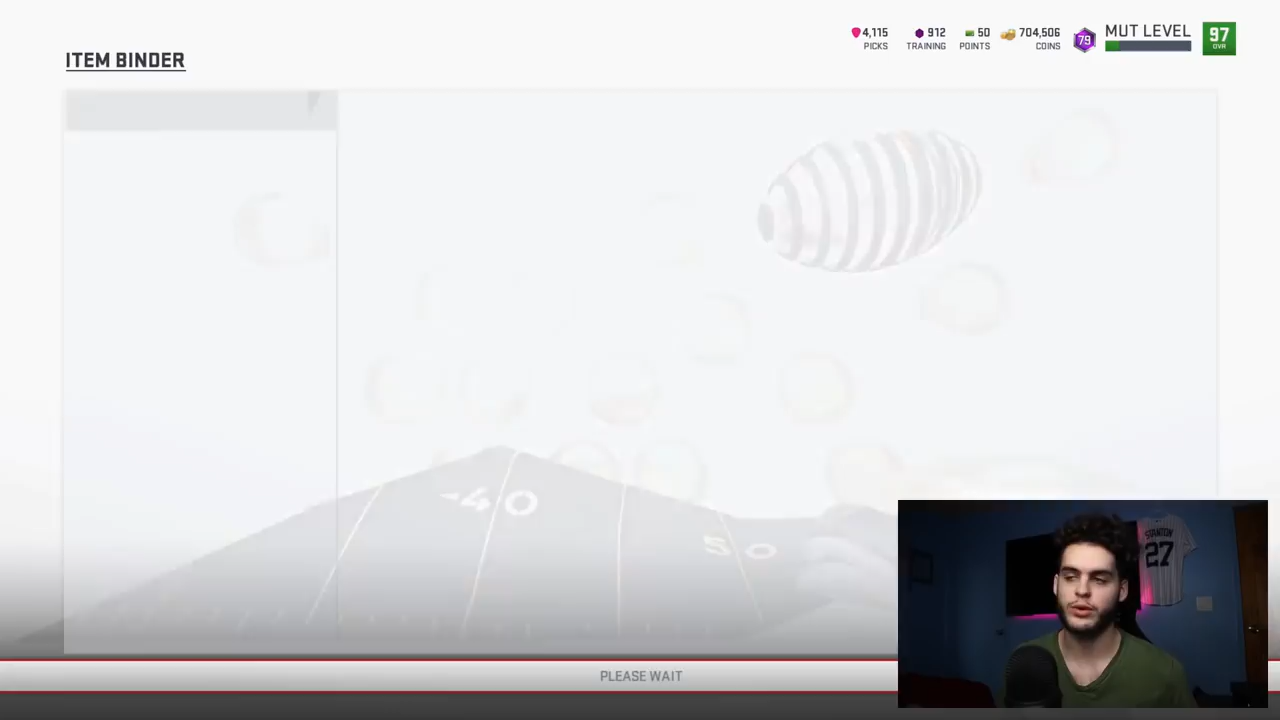 ITEM BINDER
4,115
PICKS
912
TRAINING
50
POINTS
704,506
COINS
79
MUT LEVEL
97
OVR
-40
50
STANTON
27
PLEASE WAIT